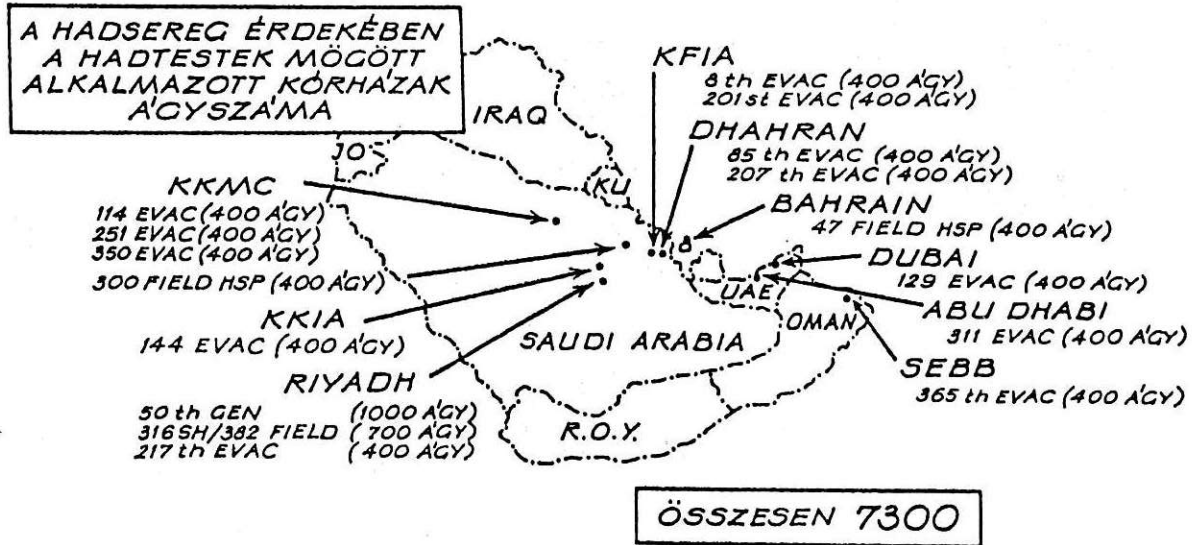 A HADSEREG ÉRDEKÉBEN
A HADTESTEK MÖGÖTT
ALKALMAZOTT KÓRHÁZAK
ÁGYSZÁMA
IRAQ
JO
KU
KFIA
8th EVAC (400 ÁGY)
201st EVAC (400 ÁGY)
DHAHRAN
85 th EVAC (400 ÁGY)
207 th EVAC (400 ÁGY)
BAHRAIN
47 FIELD HSP (400 ÁGY)
B
DUBAI
129 EVAC (400 ÁGY)
UAE
ABU DHABI
311 EVAC (400 ÁGY)
OMAN
SEBB
365 th EVAC (400 ÁGY)
KKMC
114 EVAC (400 ÁGY)
251 EVAC (400 ÁGY)
350 EVAC (400 ÁGY)
300 FIELD HSP (400 ÁGY)
KKIA
144 EVAC (400 ÁGY)
SAUDI ARABIA
RIYADH
50 th GEN (1000 ÁGY)
316 SH/382 FIELD (700 ÁGY)
217 th EVAC (400 ÁGY)
R.O.Y.
ÖSSZESEN 7300